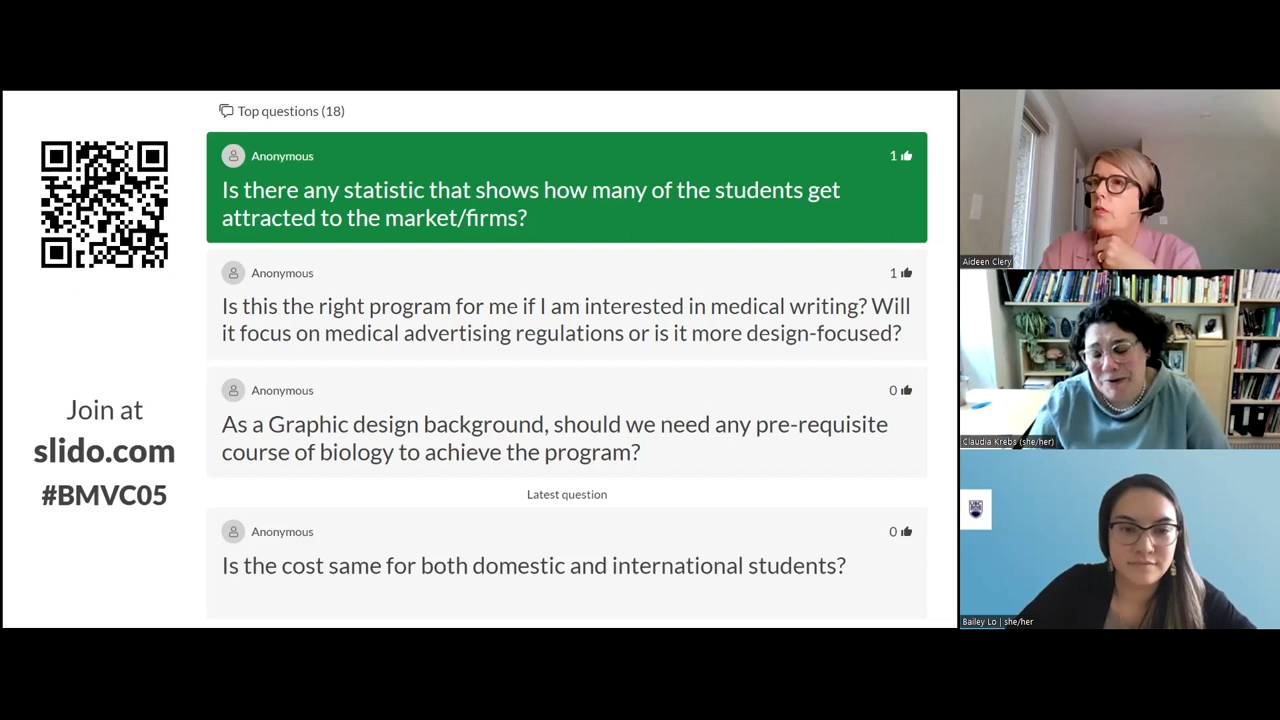 Top questions (18)
Anonymous
1
Is there any statistic that shows how many of the students get
attracted to the market/firms?
Anonymous
1
Is this the right program for me if I am interested in medical writing? Will
it focus on medical advertising regulations or is it more design-focused?
Anonymous
0
As a Graphic design background, should we need any pre-requisite
course of biology to achieve the program?
Latest question
Anonymous
0
Is the cost same for both domestic and international students?
Join at
slido.com
#BMVC05
Aideen Clery
Claudia Krebs (she/her)
UBC
Bailey Lo | she/her